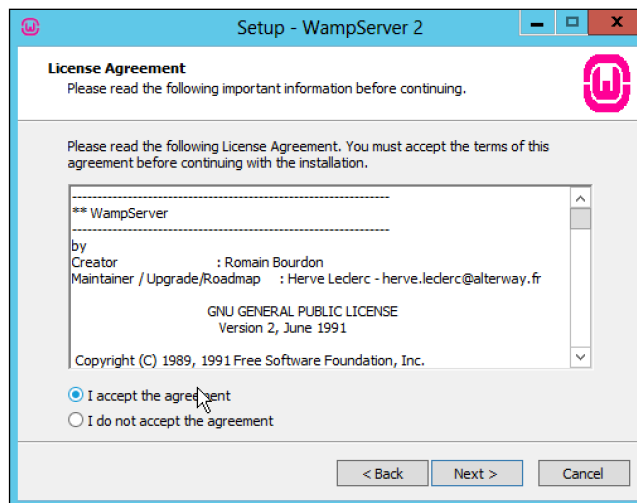 Setup - WampServer 2
License Agreement
Please read the following important information before continuing.
Please read the following License Agreement. You must accept the terms of this
agreement before continuing with the installation.
----------------------------------------------------------------
** WampServer
----------------------------------------------------------------
by
Creator : Romain Bourdon
Maintainer / Upgrade/Roadmap : Herve Leclerc - herve.leclerc@alterway.fr
GNU GENERAL PUBLIC LICENSE
Version 2, June 1991
Copyright (C) 1989, 1991 Free Software Foundation, Inc.
I accept the agreement
I do not accept the agreement
< Back Next > Cancel